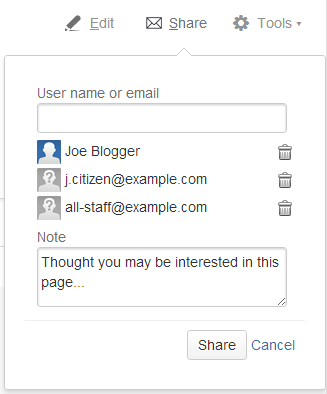 Edit Share Tools
User name or email
Joe Blogger
j.citizen@example.com
all-staff@example.com
Note
Thought you may be interested in this
page...
Share Cancel